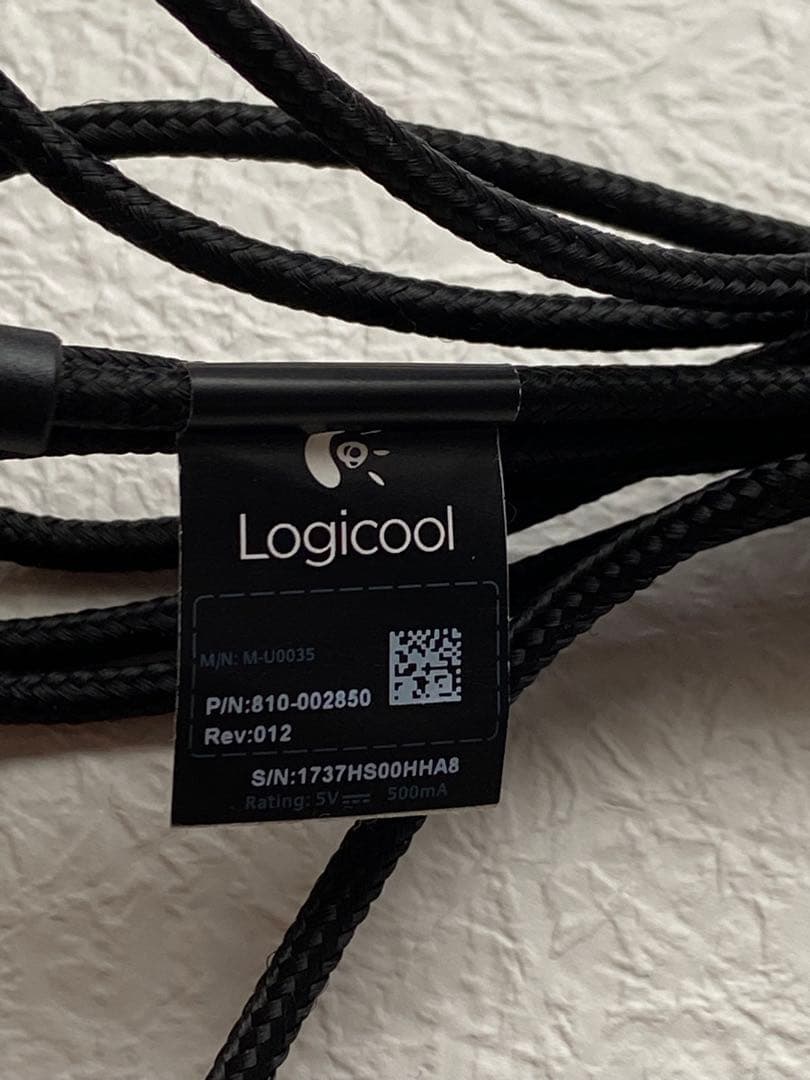 Logicool
M/N: M-U0035
P/N:810-002850
Rev:012
S/N:1737HS00HHA8
Rating: 5V⎓ 500mA